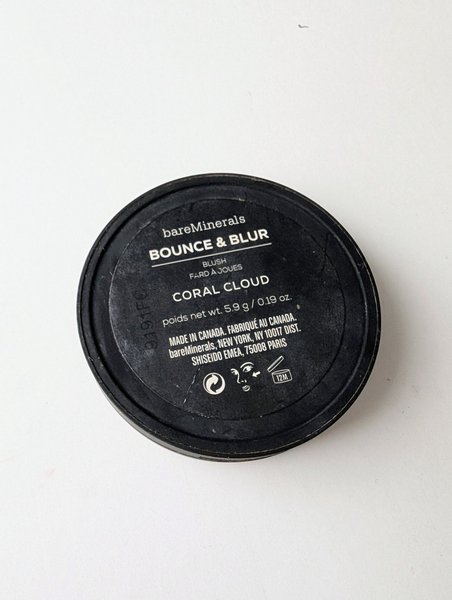 bareMinerals
BOUNCE & BLUR
BLUSH
FARD À JOUES
CORAL CLOUD
poids net wt. 5.9 g / 0.19 oz.
MADE IN CANADA. FABRIQUÉ AU CANADA.
bareMinerals, NEW YORK, NY 10017 DIST.
SHISEIDO EMEA, 75008 PARIS
12M